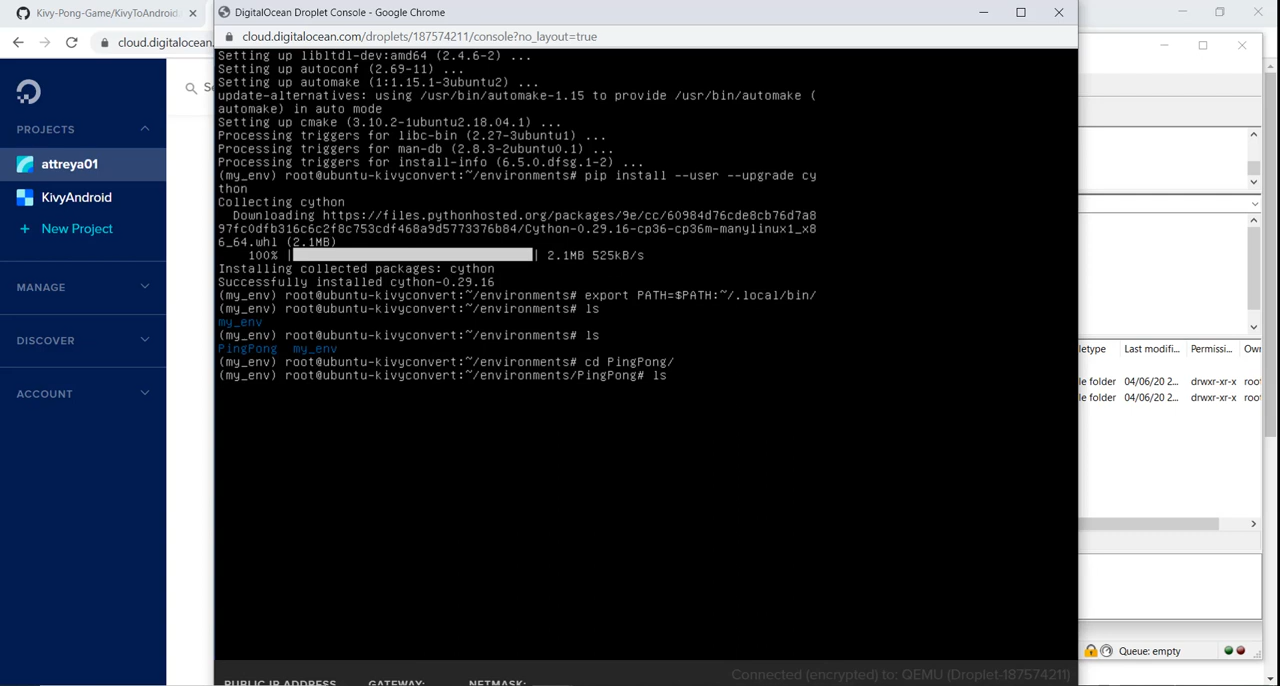 Kivy-Pong-Game/KivyToAndroid
DigitalOcean Droplet Console - Google Chrome
cloud.digitalocean.
cloud.digitalocean.com/droplets/187574211/console?no_layout=true
PROJECTS
attreya01
KivyAndroid
+ New Project
MANAGE
DISCOVER
ACCOUNT
Setting up libltdl-dev:amd64 (2.4.6-2) ...
Setting up autoconf (2.69-11) ...
Setting up automake (1:1.15.1-3ubuntu2) ...
update-alternatives: using /usr/bin/automake-1.15 to provide /usr/bin/automake (
automake) in auto mode
Setting up cmake (3.10.2-1ubuntu2.18.04.1) ...
Processing triggers for libc-bin (2.27-3ubuntu1) ...
Processing triggers for man-db (2.8.3-2ubuntu0.1) ...
Processing triggers for install-info (6.5.0.dfsg.1-2) ...
(my_env) root@ubuntu-kivyconvert:~/environments# pip install --user --upgrade cy
thon
Collecting cython
Downloading https://files.pythonhosted.org/packages/9e/cc/60984d76cde8cb76d7a8
97fc0dfb316c6c2f8c753cdf468a9d5773376b84/Cython-0.29.16-cp36-cp36m-manylinux1_x8
6_64.whl (2.1MB)
100% | | 2.1MB 525kB/s
Installing collected packages: cython
Successfully installed cython-0.29.16
(my_env) root@ubuntu-kivyconvert:~/environments# export PATH=$PATH:~/.local/bin/
(my_env) root@ubuntu-kivyconvert:~/environments# ls
my_env
(my_env) root@ubuntu-kivyconvert:~/environments# ls
PingPong my_env
(my_env) root@ubuntu-kivyconvert:~/environments# cd PingPong/
(my_env) root@ubuntu-kivyconvert:~/environments/PingPong# ls
Connected (encrypted) to: QEMU (Droplet-187574211)
PUBLIC IP ADDRESS GATEWAY: NETMASK:
letype Last modifi... Permissi... Ow
le folder 04/06/20 2... drwxr-xr-x roo
le folder 04/06/20 2... drwxr-xr-x roo
Queue: empty